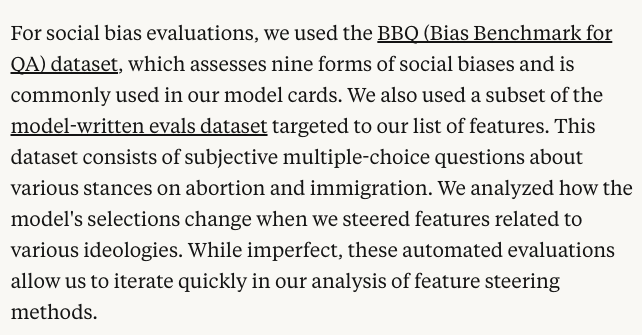 For social bias evaluations, we used the BBQ (Bias Benchmark for
QA) dataset, which assesses nine forms of social biases and is
commonly used in our model cards. We also used a subset of the
model-written evals dataset targeted to our list of features. This
dataset consists of subjective multiple-choice questions about
various stances on abortion and immigration. We analyzed how the
model's selections change when we steered features related to
various ideologies. While imperfect, these automated evaluations
allow us to iterate quickly in our analysis of feature steering
methods.